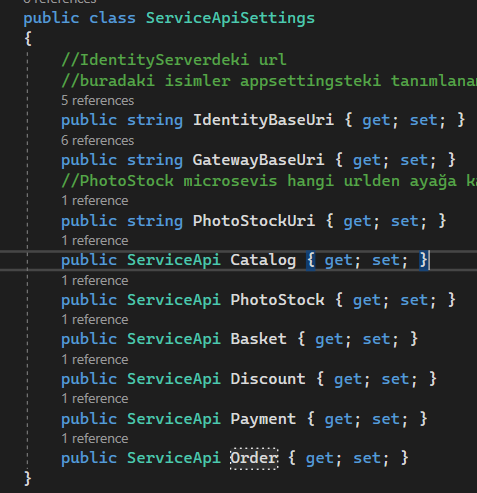 6 references
public class ServiceApiSettings
{
//IdentityServerdeki url
//buradaki isimler appsettingsteki
5 references
public string IdentityBaseUri { get; set; }
6 references
public string GatewayBaseUri { get; set; }
//PhotoStock microsevis hangi urlden ayağa
1 reference
public string PhotoStockUri { get; set; }
1 reference
public ServiceApi Catalog { get; set; }
1 reference
public ServiceApi PhotoStock { get; set; }
1 reference
public ServiceApi Basket { get; set; }
1 reference
public ServiceApi Discount { get; set; }
1 reference
public ServiceApi Payment { get; set; }
1 reference
public ServiceApi Order { get; set; }
}